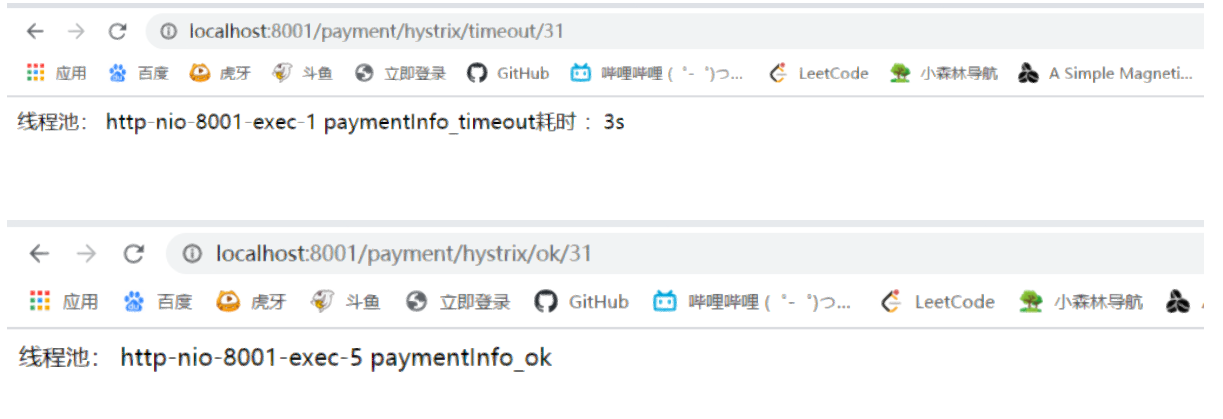 localhost:8001/payment/hystrix/timeout/31
应用 百度 虎牙 斗鱼 立即登录 GitHub 哔哩哔哩 ( ゜- ゜)つ... LeetCode 小森林导航 A Simple Magneti...
线程池： http-nio-8001-exec-1 paymentInfo_timeout耗时 ：3s
localhost:8001/payment/hystrix/ok/31
应用 百度 虎牙 斗鱼 立即登录 GitHub 哔哩哔哩 ( ゜- ゜)つ... LeetCode 小森林导航
线程池： http-nio-8001-exec-5 paymentInfo_ok